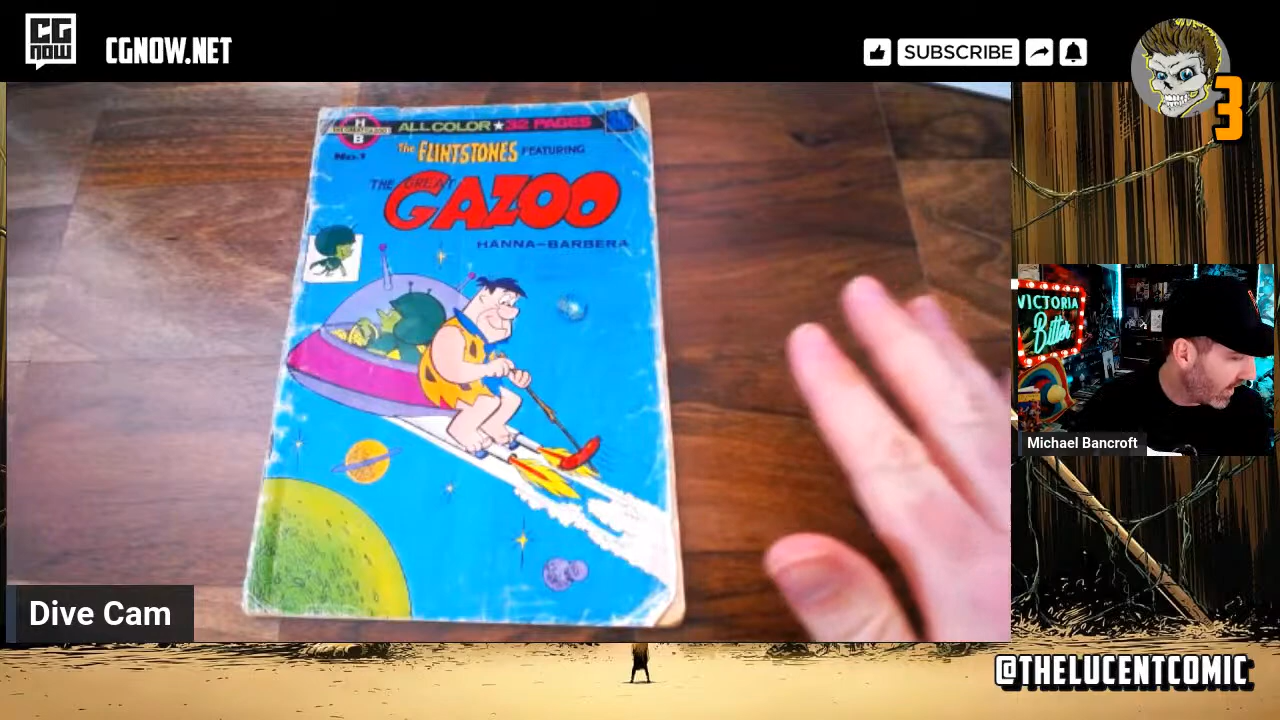 CG
NOW
CGNOW.NET
SUBSCRIBE
3
H
B
ALL COLOR ★ 32 PAGES
No.1
The FLINTSTONES FEATURING
THE GREAT
GAZOO
HANNA-BARBERA
VICTORIA
Bitter
Michael Bancroft
Dive Cam
@THELUCENTCOMIC